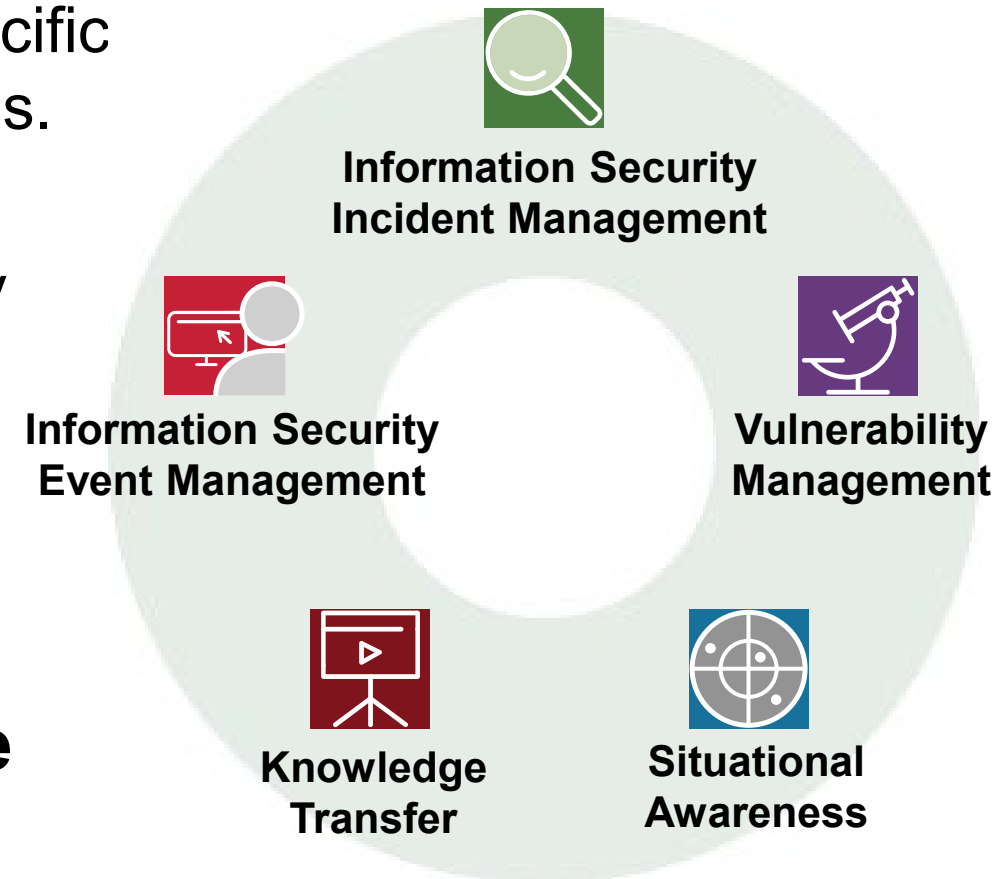 cific
s.
Information Security
Incident Management
y
Information Security
Event Management
Vulnerability
Management
e
Knowledge
Transfer
Situational
Awareness